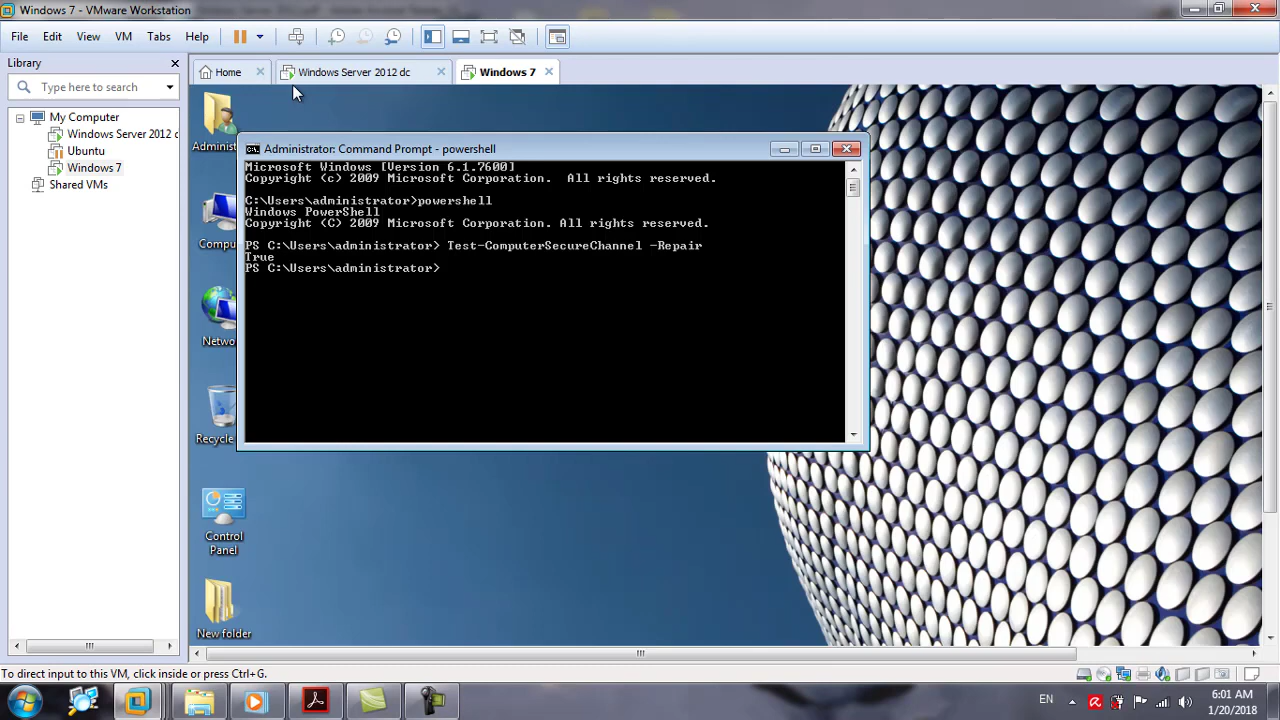 Windows 7 - VMware Workstation
File Edit View VM Tabs Help
Library
Type here to search
My Computer
Windows Server 2012 d
Ubuntu
Windows 7
Shared VMs
Home
Windows Server 2012 dc
Windows 7
Administ
Compu
Netwo
Recycle
Control
Panel
New folder
Administrator: Command Prompt - powershell
Microsoft Windows [Version 6.1.7600]
Copyright (c) 2009 Microsoft Corporation. All rights reserved.
C:\Users\administrator>powershell
Windows PowerShell
Copyright (C) 2009 Microsoft Corporation. All rights reserved.
PS C:\Users\administrator> Test-ComputerSecureChannel -Repair
True
PS C:\Users\administrator>
To direct input to this VM, click inside or press Ctrl+G.
EN
6:01 AM
1/20/2018